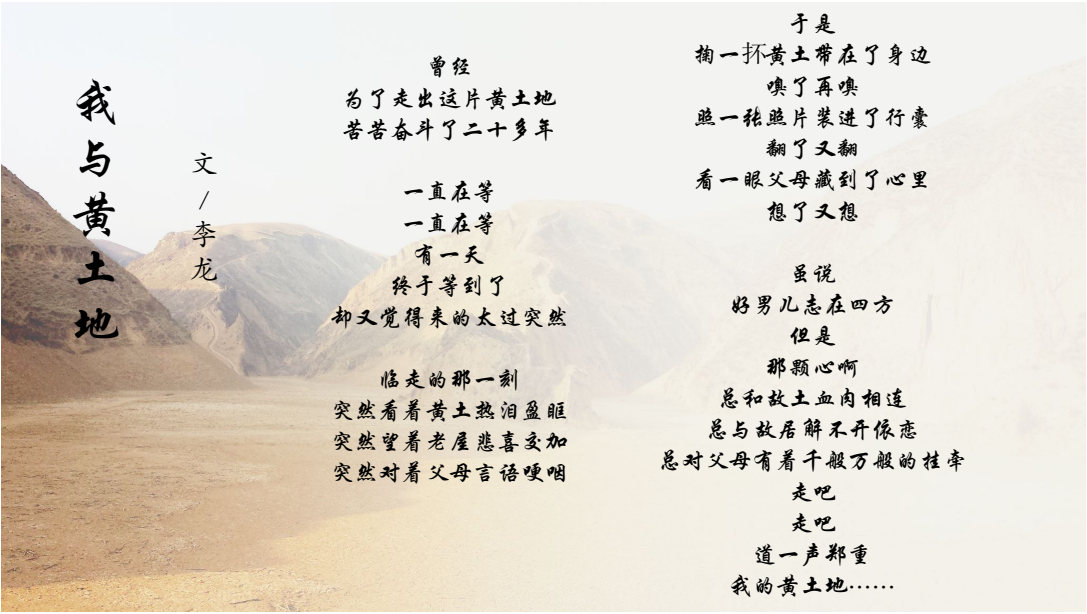 我与黄土地
文/李龙
曾经
为了走出这片黄土地
苦苦奋斗了二十多年
一直在等
一直在等
有一天
终于等到了
却又觉得来的太过突然
临走的那一刻
突然看着黄土热泪盈眶
突然望着老屋悲喜交加
突然对着父母言语哽咽
于是
掬一抔黄土带在了身边
嗅了再嗅
照一张照片装进了行囊
翻了又翻
看一眼父母藏到了心里
想了又想
虽说
好男儿志在四方
但是
那颗心啊
总和故土血肉相连
总与故居解不开依恋
总对父母有着千般万般的挂牵
走吧
走吧
道一声郑重
我的黄土地······